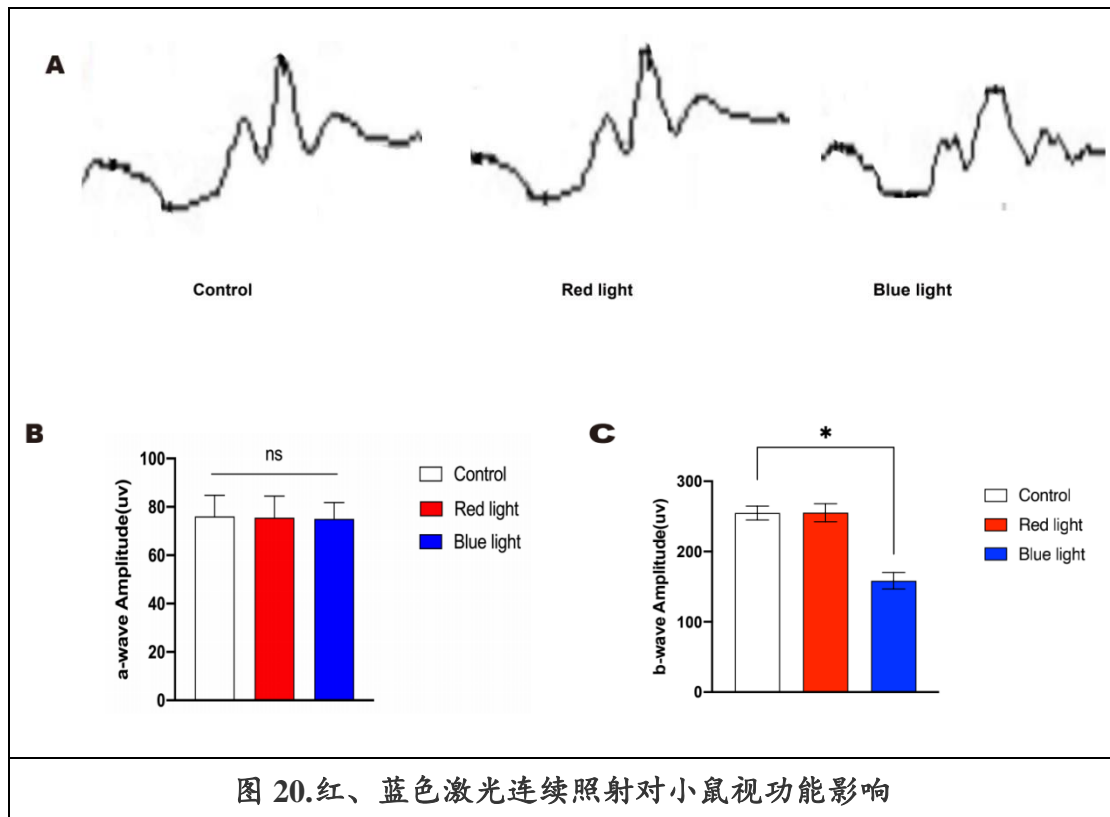 A
Control
Red light
Blue light
B
ns
100
80
60
40
20
0
a-wave Amplitude(uv)
Control
Red light
Blue light
C
*
300
200
100
0
b-wave Amplitude(uv)
Control
Red light
Blue light
图 20.红、蓝色激光连续照射对小鼠视功能影响